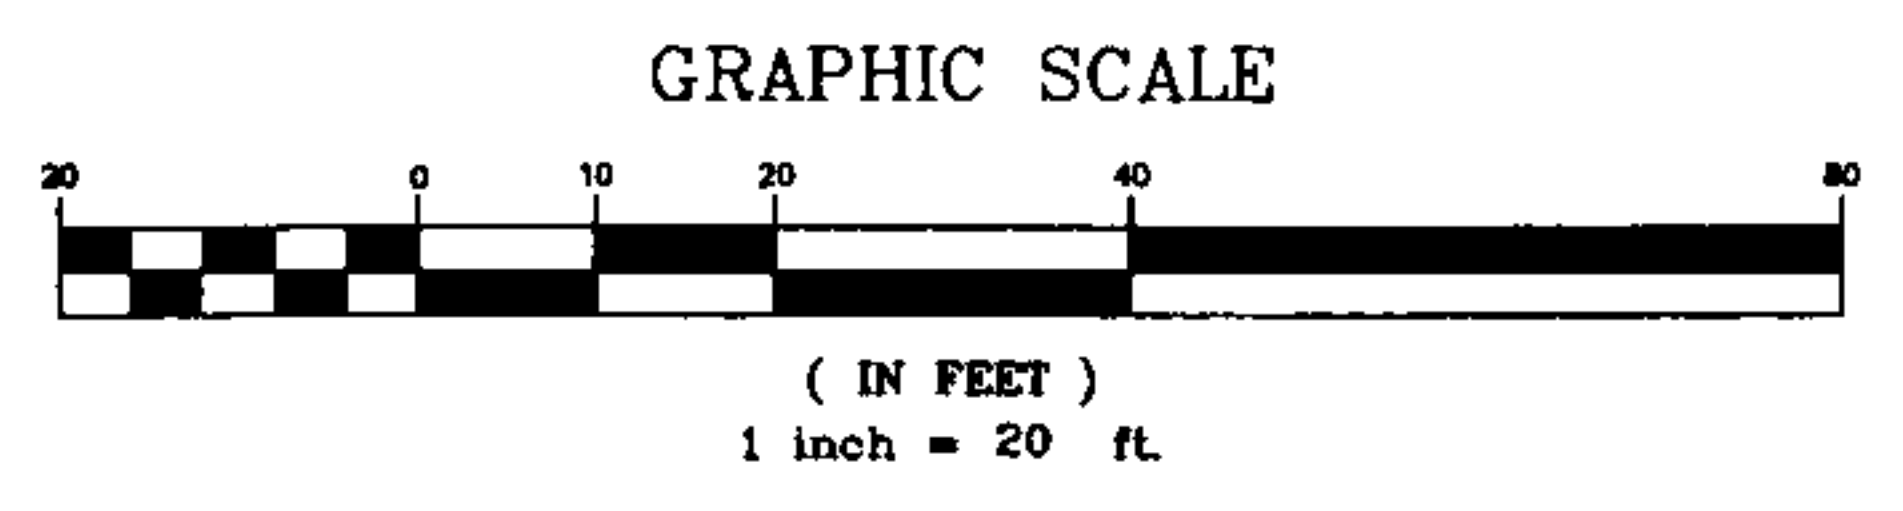 GRAPHIC SCALE
20 0 10 20 40 80
( IN FEET )
1 inch = 20 ft.